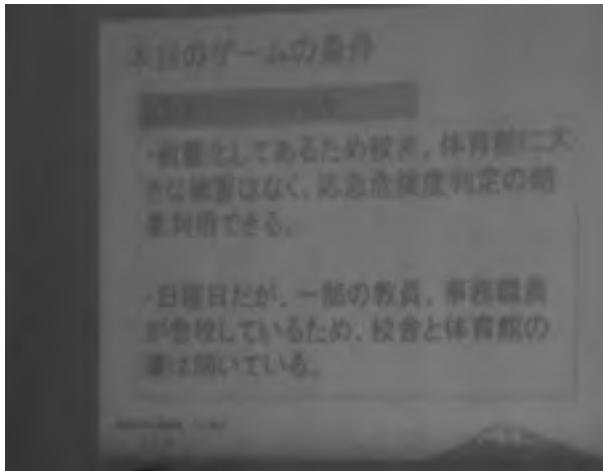 本日のゲームの条件
・耐震化してあるため校舎、体育館に大
きな被害はなく、応急危険度判定の結
果利用できる。
・日曜日だが、一部の教員、事務職員
が登校しているため、校舎と体育館の
鍵は開いている。